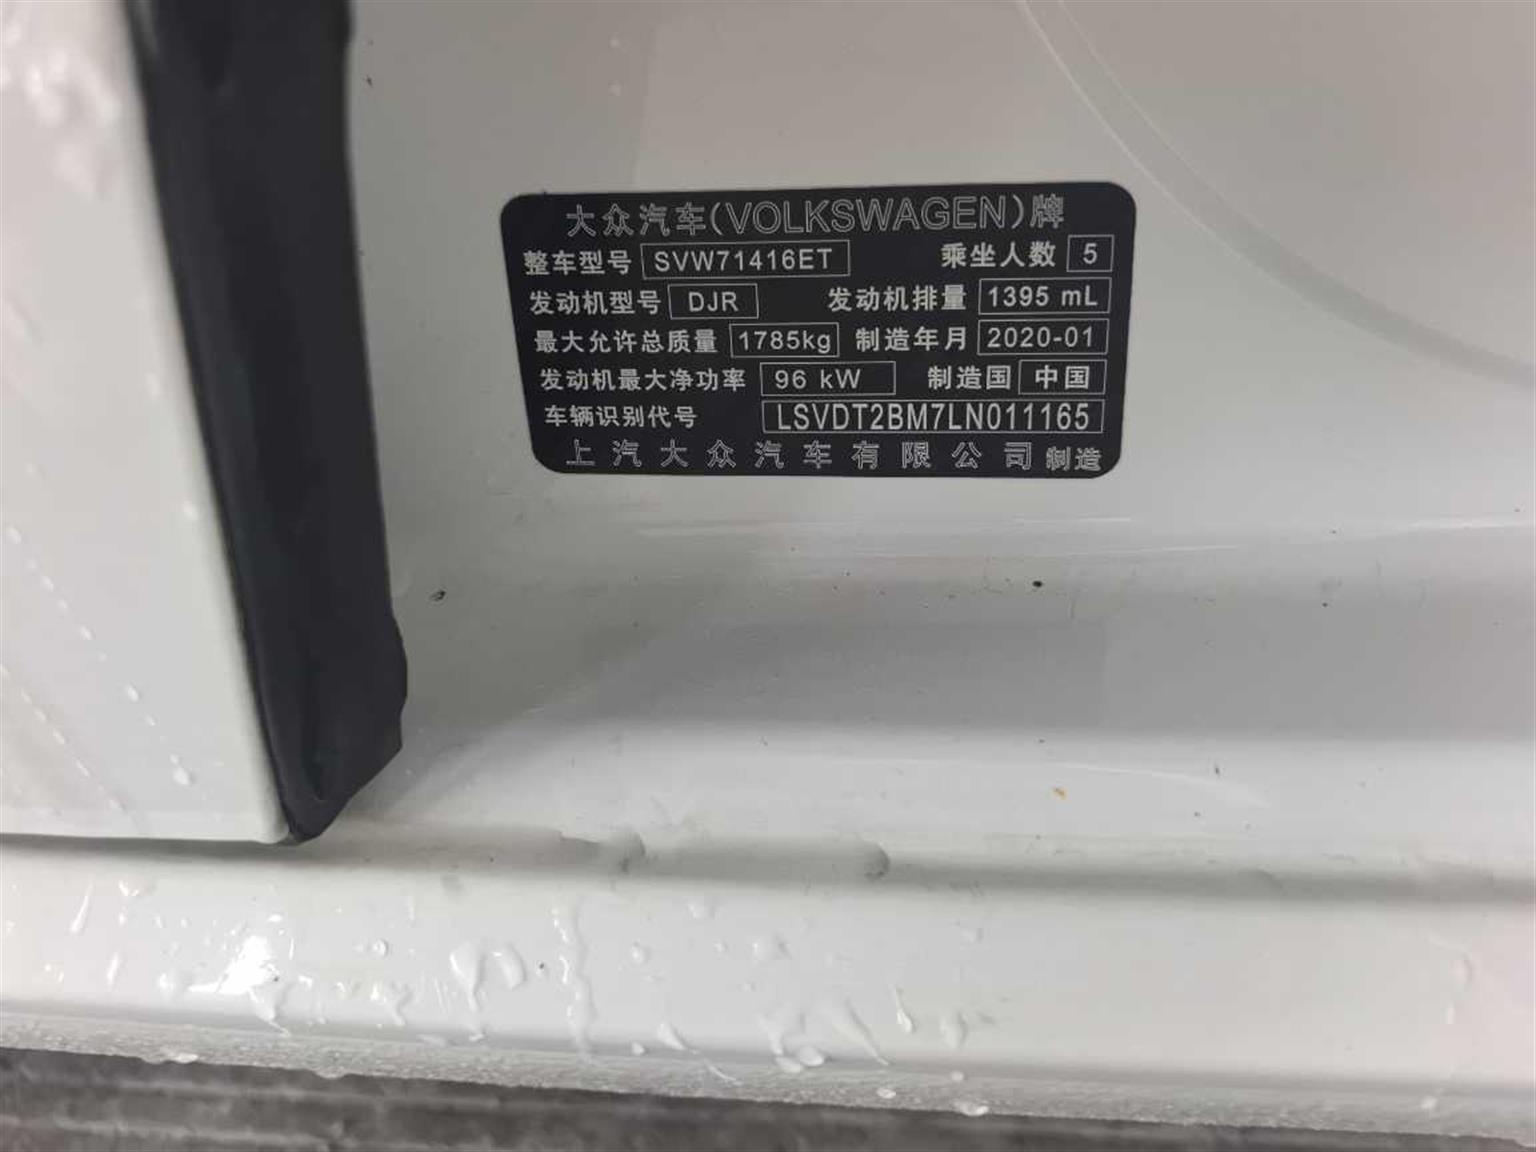 大众汽车(VOLKSWAGEN)牌
整车型号 SVW71416ET 乘坐人数 5
发动机型号 DJR 发动机排量 1395 mL
最大允许总质量 1785kg 制造年月 2020-01
发动机最大净功率 96 kW 制造国 中国
车辆识别代号 LSVDT2BM7LN011165
上汽大众汽车有限公司 制造